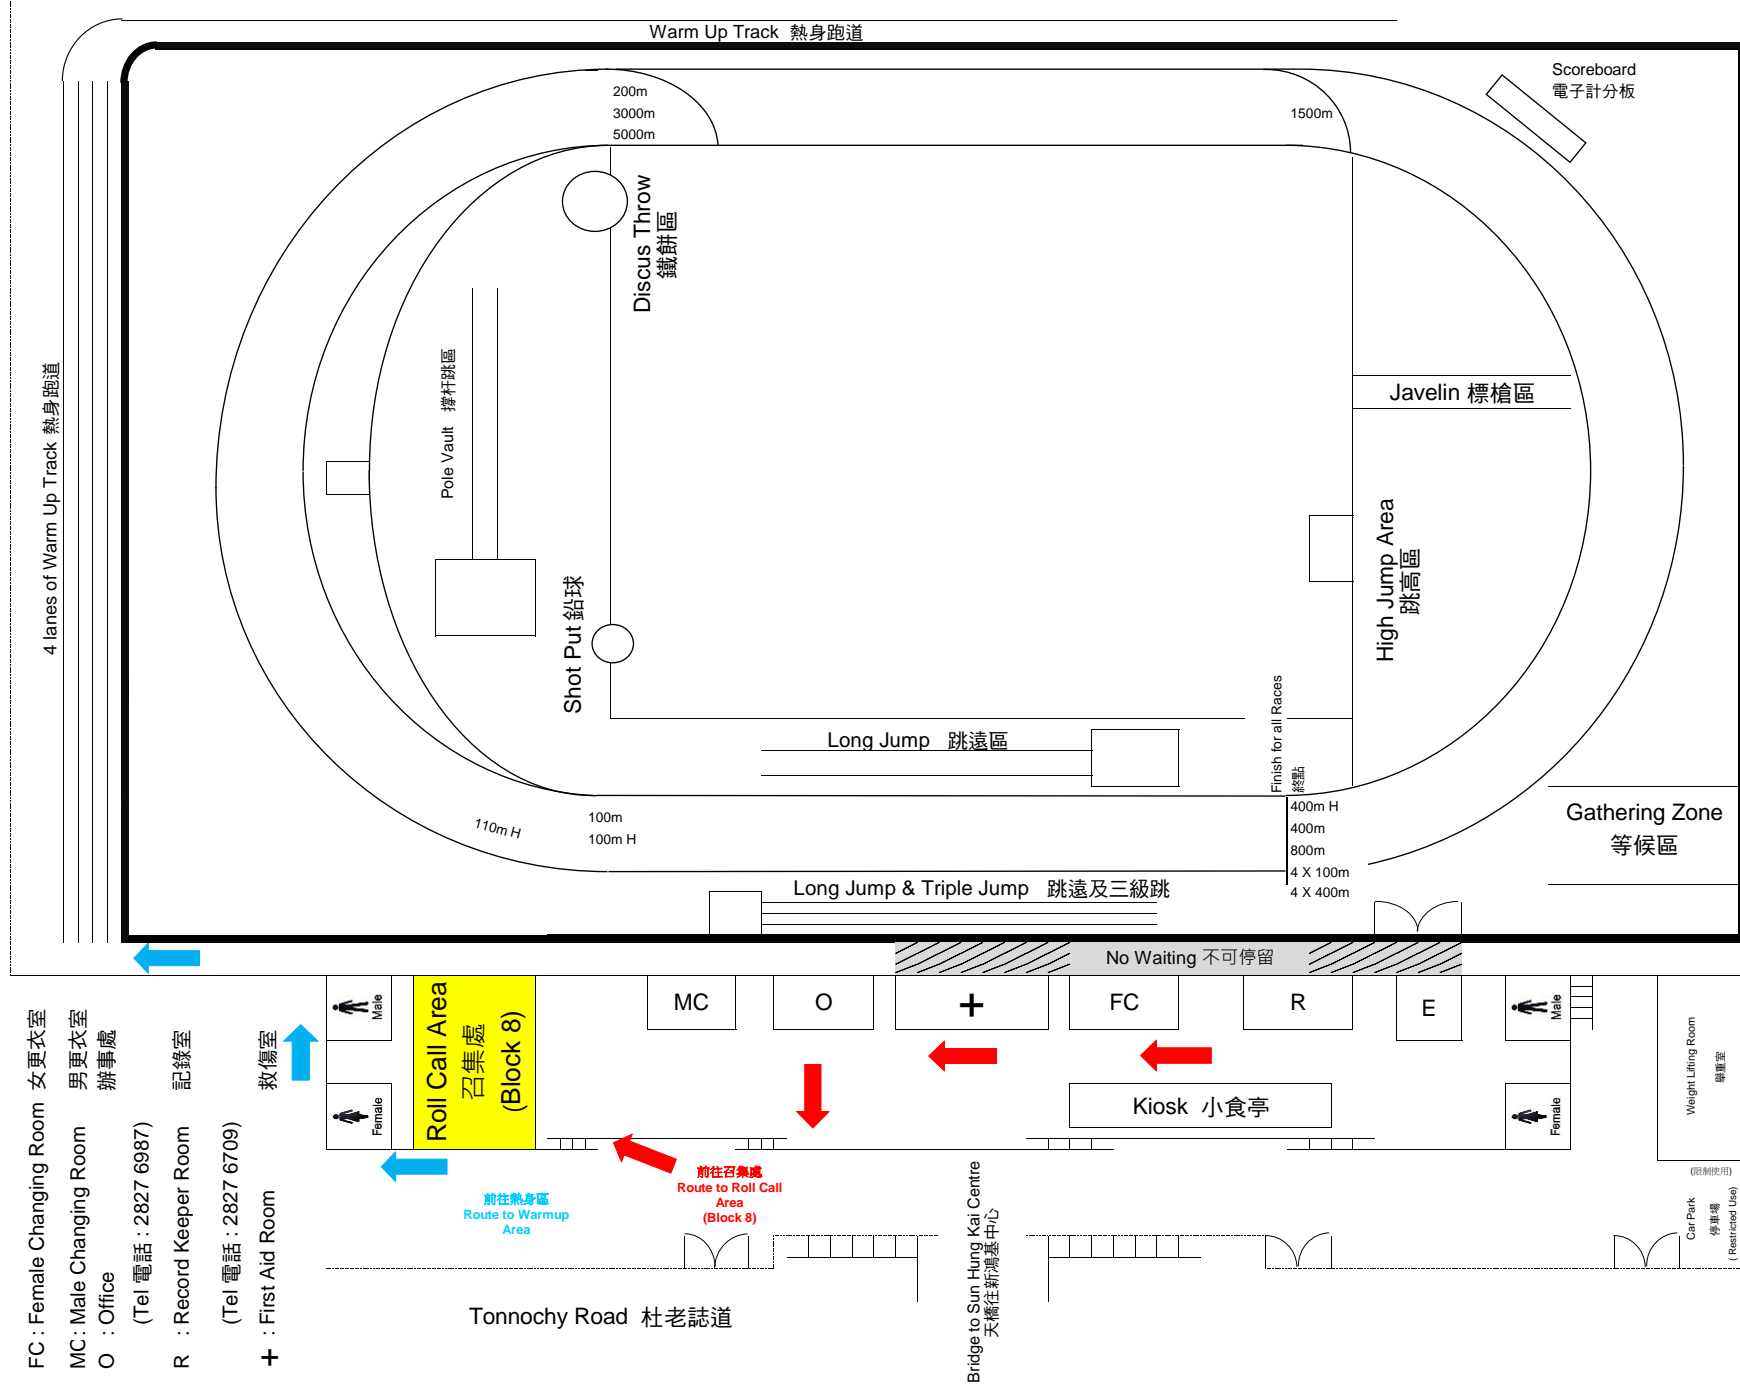 Warm Up Track 熱身跑道
Scoreboard
電子計分板
200m
3000m
5000m
1500m
Discus Throw
鐵餅區
4 lanes of Warm Up Track 熱身跑道
Pole Vault 撐杆跳區
Javelin 標槍區
High Jump Area
跳高區
Shot Put 鉛球
Finish for all Races
終點
Long Jump 跳遠區
110m H
100m
100m H
400m H
400m
800m
4 X 100m
4 X 400m
Gathering Zone
等候區
Long Jump & Triple Jump 跳遠及三級跳
No Waiting 不可停留
Male
Female
Roll Call Area
召集處
(Block 8)
MC
O
+
FC
R
E
Male
Female
Kiosk 小食亭
Weight Lifting Room
舉重室
(限制使用)
Car Park
停車場
( Restricted Use)
前往召集處
Route to Roll Call
Area
(Block 8)
前往熱身區
Route to Warmup
Area
Bridge to Sun Hung Kai Centre
天橋往新鴻基中心
Tonnochy Road 杜老誌道
FC : Female Changing Room 女更衣室
MC : Male Changing Room 男更衣室
O : Office 辦事處
(Tel 電話 : 2827 6987)
R : Record Keeper Room 記錄室
(Tel 電話 : 2827 6709)
+ : First Aid Room 救傷室